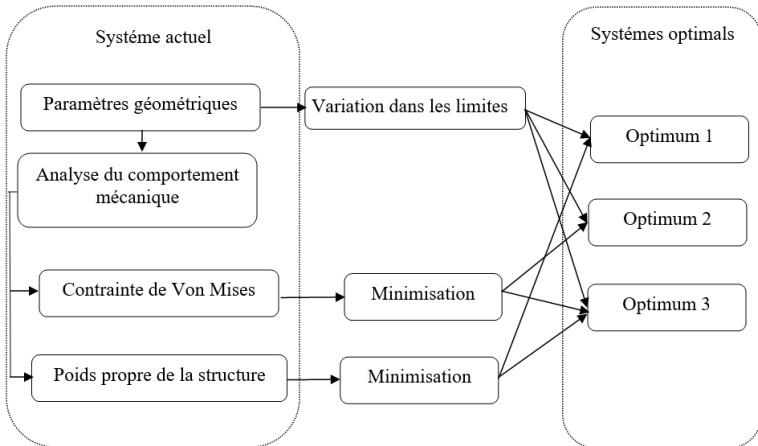 Systéme actuel
Systémes optimals
Paramètres géométriques
Variation dans les limites
Optimum 1
Analyse du comportement
mécanique
Optimum 2
Contrainte de Von Mises
Minimisation
Optimum 3
Poids propre de la structure
Minimisation